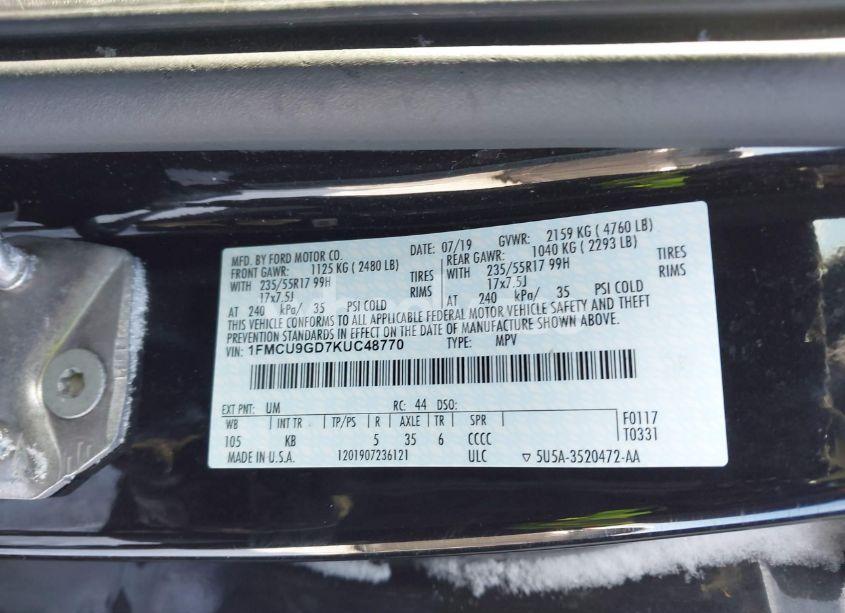 MFD. BY FORD MOTOR CO. DATE: 07/19 GVWR: 2159 KG ( 4760 LB)
FRONT GAWR: 1125 KG ( 2480 LB) REAR GAWR: 1040 KG ( 2293 LB)
WITH 235/55R17 99H TIRES WITH 235/55R17 99H TIRES
17x7.5J RIMS 17x7.5J RIMS
AT 240 kPa/ 35 PSI COLD AT 240 kPa/ 35 PSI COLD
THIS VEHICLE CONFORMS TO ALL APPLICABLE FEDERAL MOTOR VEHICLE SAFETY AND THEFT
PREVENTION STANDARDS IN EFFECT ON THE DATE OF MANUFACTURE SHOWN ABOVE.
VIN: 1FMCU9GD7KUC48770 TYPE: MPV
EXT PNT: UM RC: 44 DSO:
WB INT TR TP/PS R AXLE TR SPR F0117
105 KB 5 35 6 CCCC T0331
MADE IN U.S.A. 1201907236121 ULC ▽ 5U5A-3520472-AA